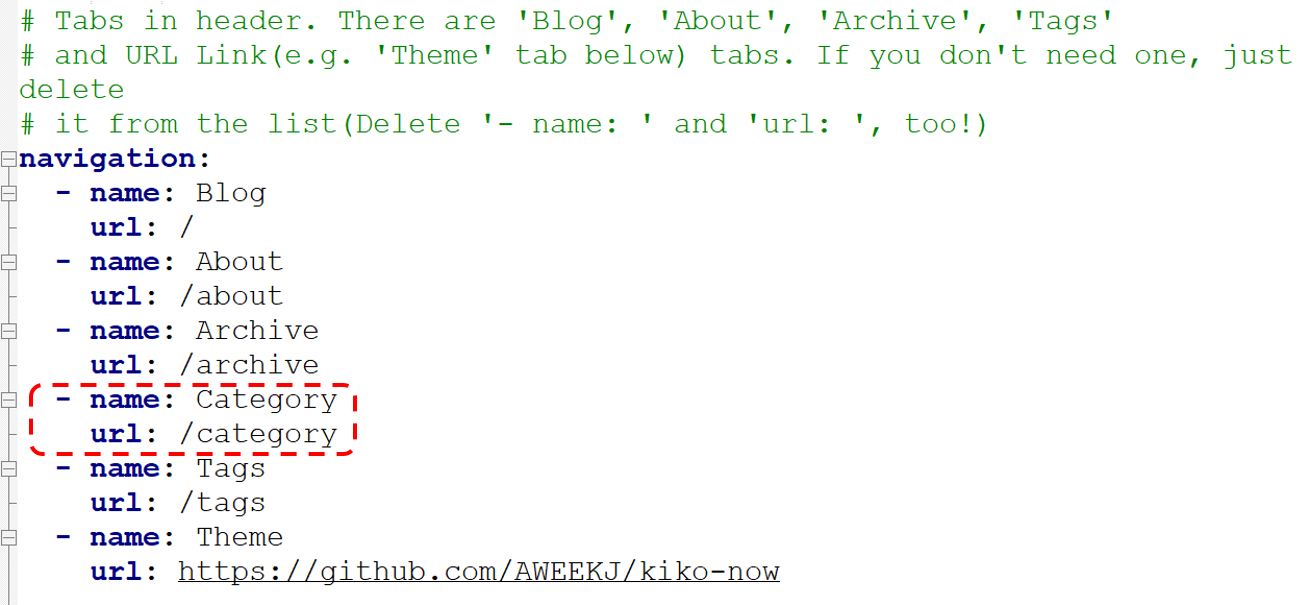 # Tabs in header. There are 'Blog', 'About', 'Archive', 'Tags'
# and URL Link(e.g. 'Theme' tab below) tabs. If you don't need one, just
delete
# it from the list(Delete '- name: ' and 'url: ', too!)
navigation:
  - name: Blog
    url: /
  - name: About
    url: /about
  - name: Archive
    url: /archive
  - name: Category
    url: /category
  - name: Tags
    url: /tags
  - name: Theme
    url: https://github.com/AWEEKJ/kiko-now